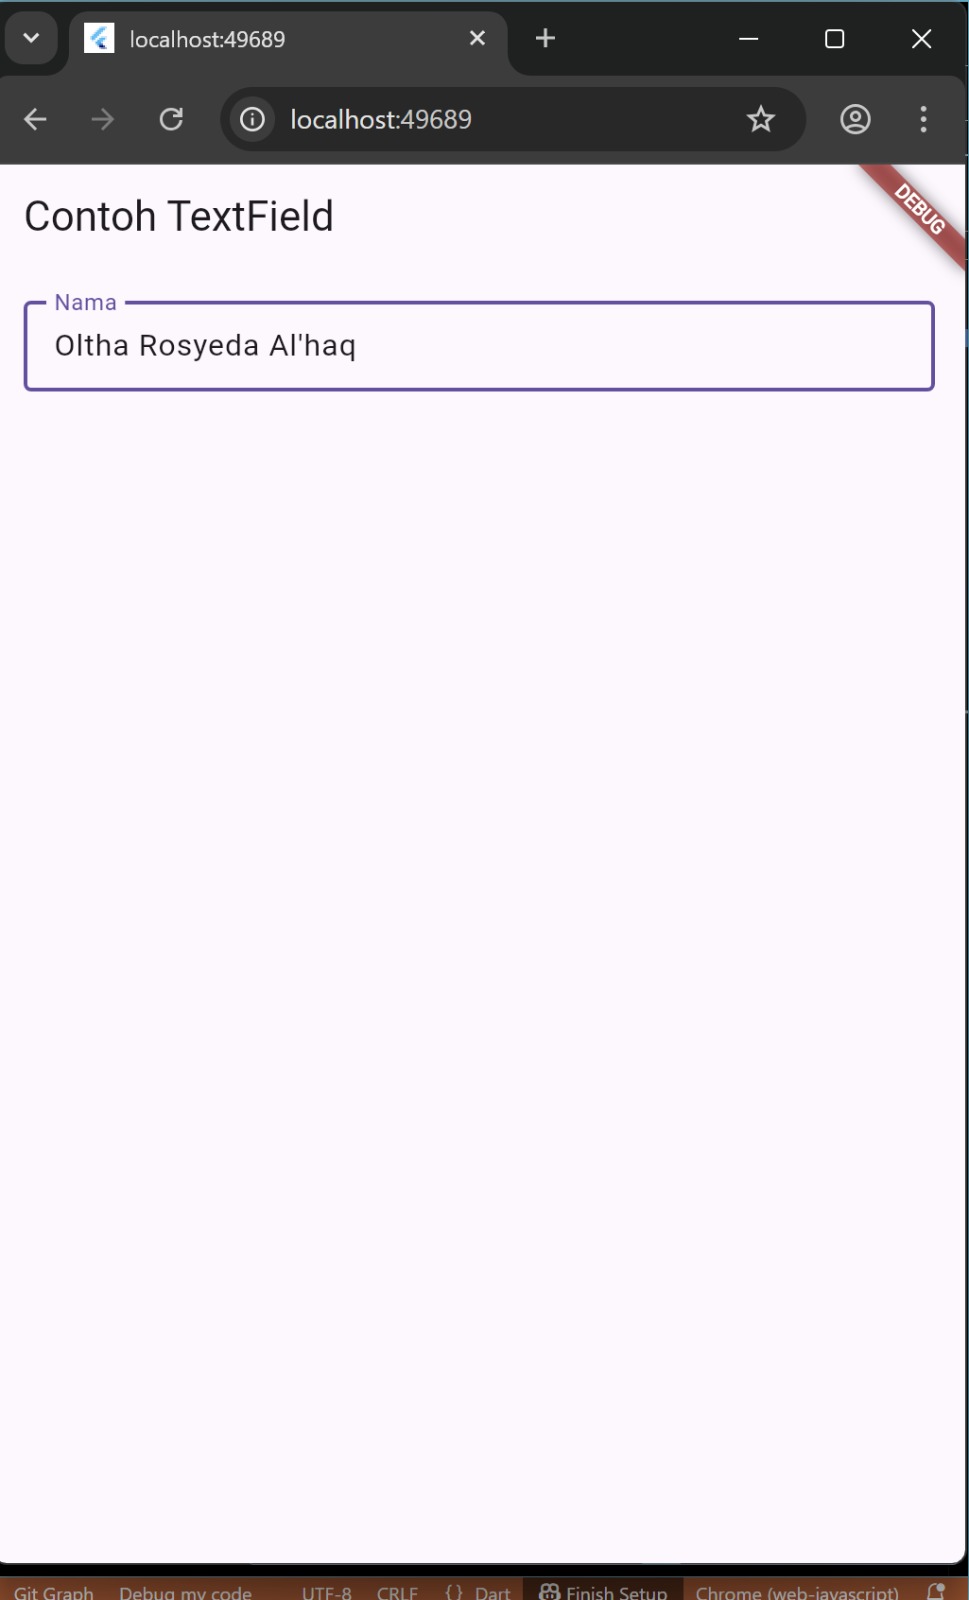 localhost:49689
localhost:49689
Contoh TextField
DEBUG
Nama
Oltha Rosyeda Al'haq
Git Graph Debug my code UTF-8 CRLF {} Dart Finish Setup Chrome (web-javascript)